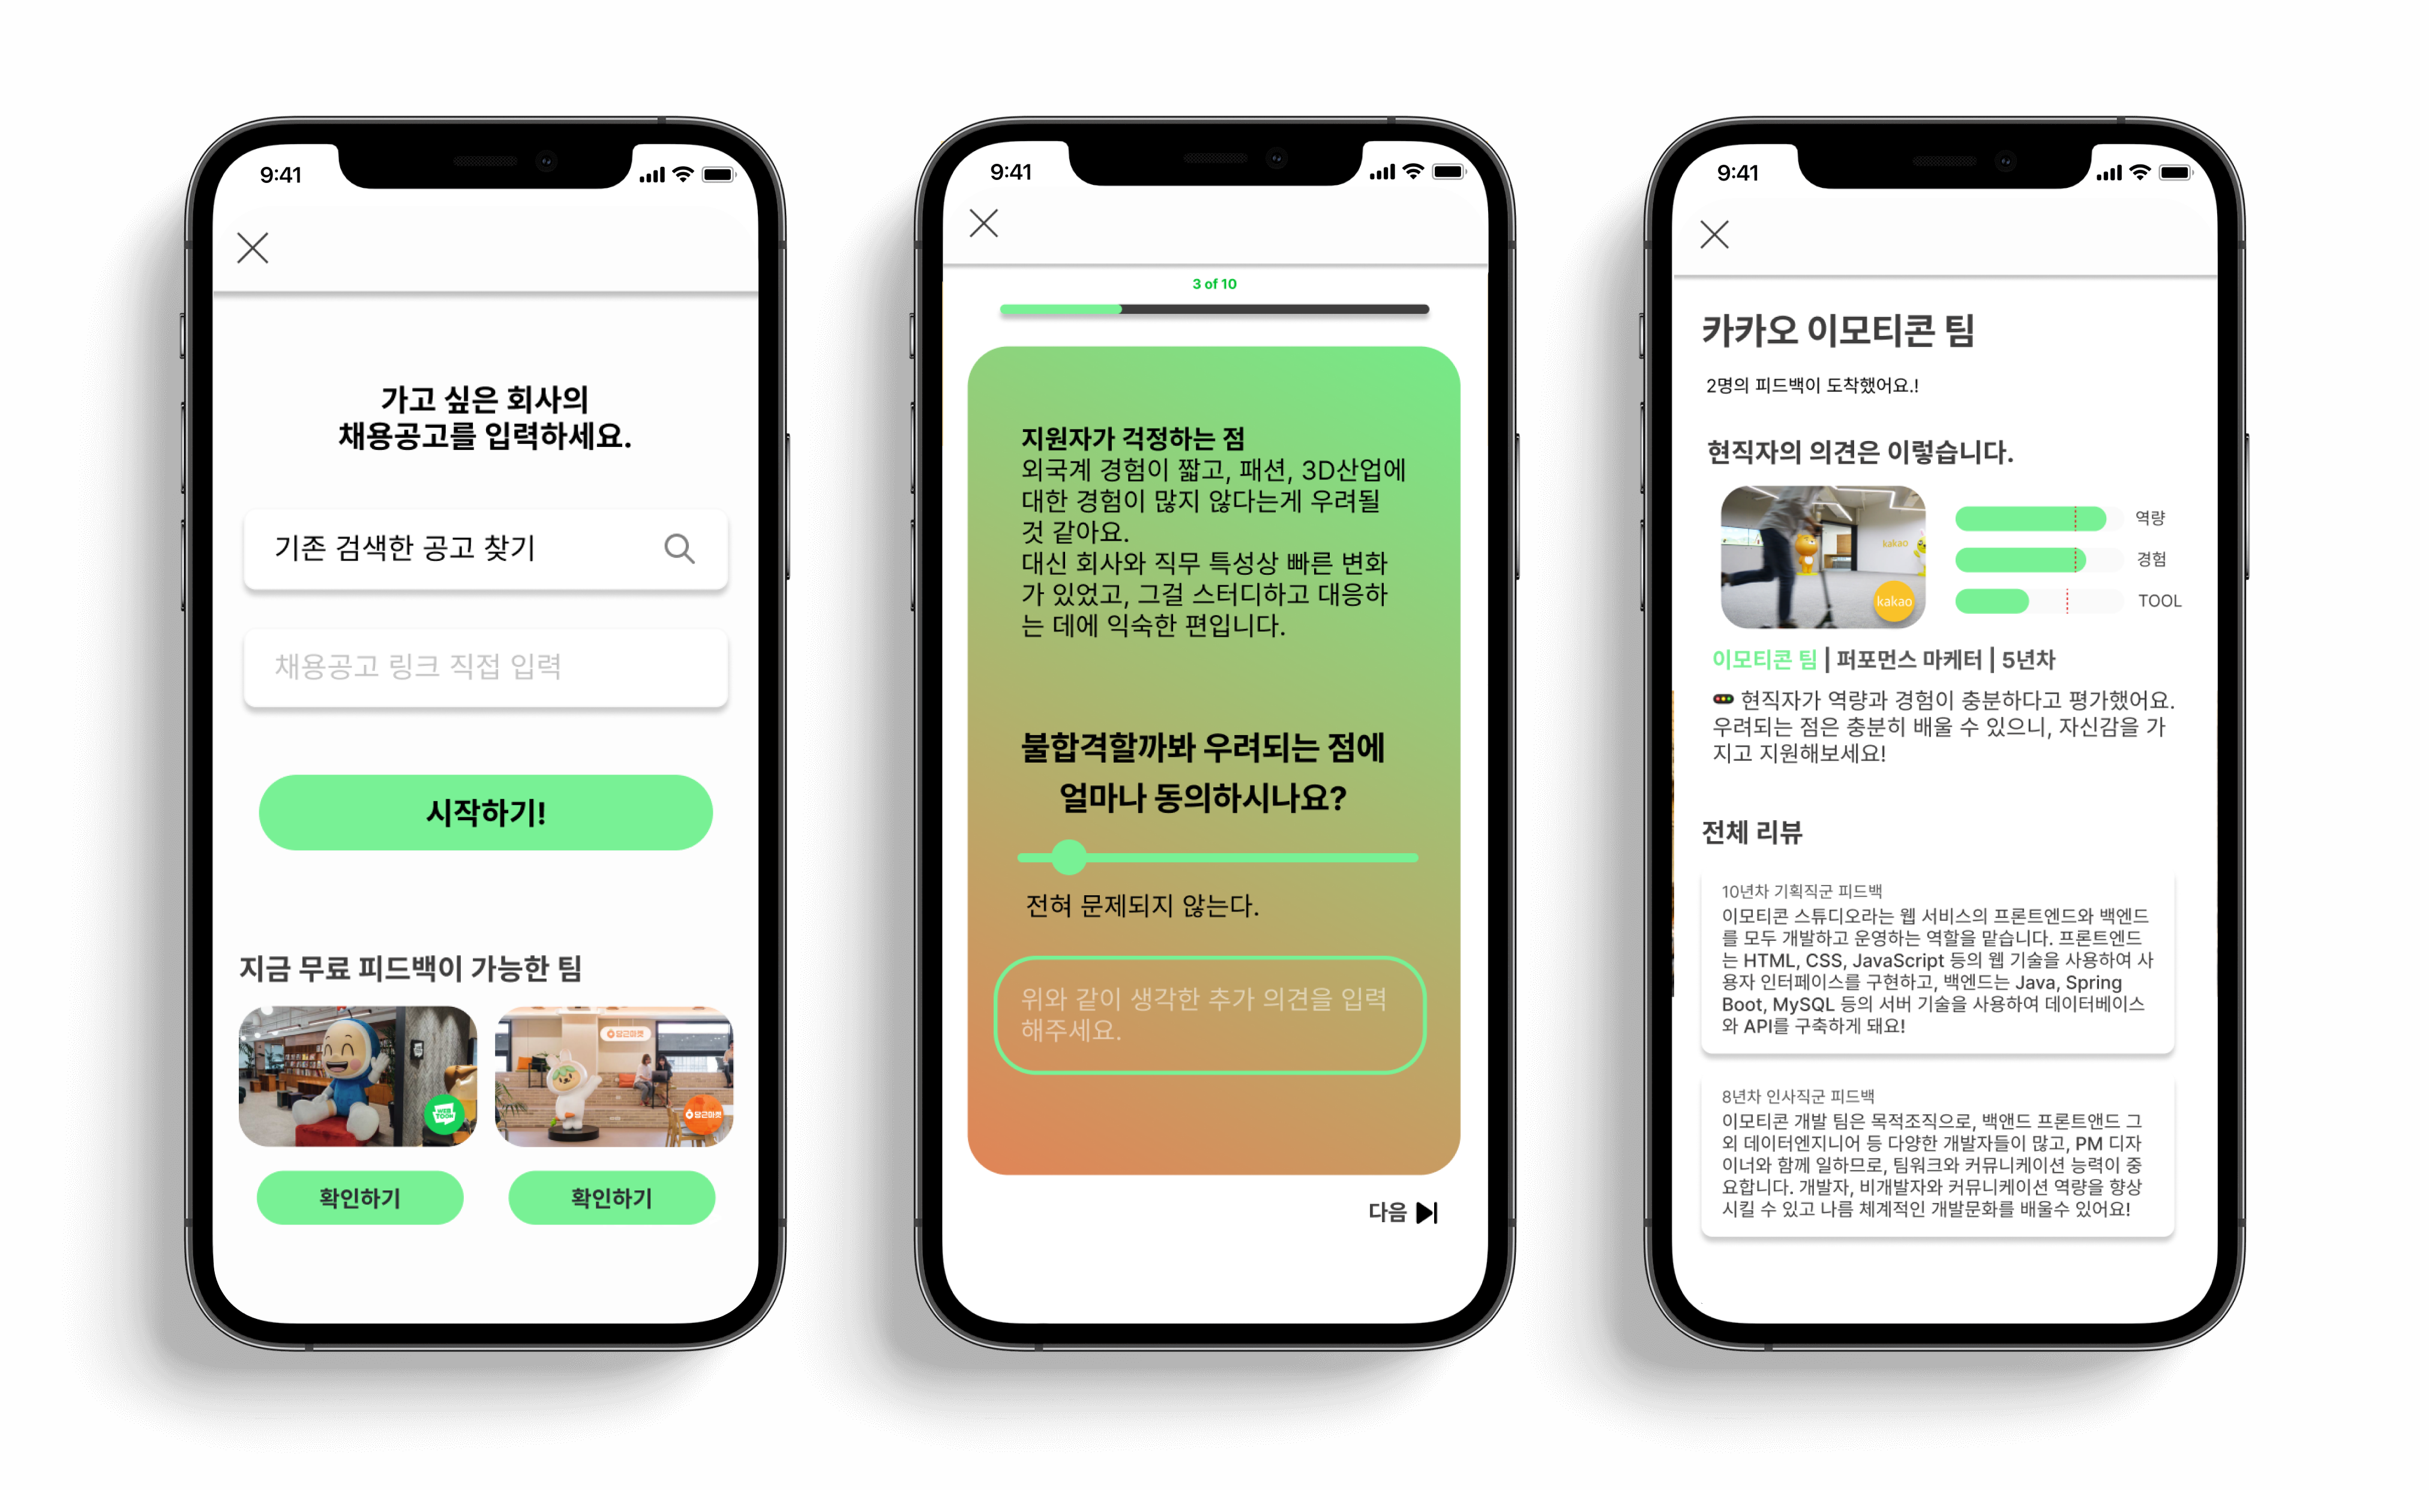 9:41
가고 싶은 회사의
채용공고를 입력하세요.
기존 검색한 공고 찾기
채용공고 링크 직접 입력
시작하기!
지금 무료 피드백이 가능한 팀
WEB
TOON
당근마켓
당근마켓
확인하기
확인하기
9:41
3 of 10
지원자가 걱정하는 점
외국계 경험이 짧고, 패션, 3D산업에
대한 경험이 많지 않다는게 우려될
것 같아요.
대신 회사와 직무 특성상 빠른 변화
가 있었고, 그걸 스터디하고 대응하
는 데에 익숙한 편입니다.
불합격할까봐 우려되는 점에
얼마나 동의하시나요?
전혀 문제되지 않는다.
위와 같이 생각한 추가 의견을 입력
해주세요.
다음
9:41
카카오 이모티콘 팀
2명의 피드백이 도착했어요.!
현직자의 의견은 이렇습니다.
kakao
kakao
역량
경험
TOOL
이모티콘 팀 | 퍼포먼스 마케터 | 5년차
현직자가 역량과 경험이 충분하다고 평가했어요.
우려되는 점은 충분히 배울 수 있으니, 자신감을 가
지고 지원해보세요!
전체 리뷰
10년차 기획직군 피드백
이모티콘 스튜디오라는 웹 서비스의 프론트엔드와 백엔드
를 모두 개발하고 운영하는 역할을 맡습니다. 프론트엔드
는 HTML, CSS, JavaScript 등의 웹 기술을 사용하여 사
용자 인터페이스를 구현하고, 백엔드는 Java, Spring
Boot, MySQL 등의 서버 기술을 사용하여 데이터베이스
와 API를 구축하게 돼요!
8년차 인사직군 피드백
이모티콘 개발 팀은 목적조직으로, 백앤드 프론트앤드 그
외 데이터엔지니어 등 다양한 개발자들이 많고, PM 디자
이너와 함께 일하므로, 팀워크와 커뮤니케이션 능력이 중
요합니다. 개발자, 비개발자와 커뮤니케이션 역량을 향상
시킬 수 있고 나름 체계적인 개발문화를 배울수 있어요!